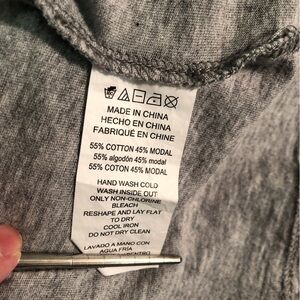 MADE IN CHINA
HECHO EN CHINA
FABRIQUÉ EN CHINE
55% COTTON 45% MODAL
55% algodón 45% modal
55% COTON 45% MODAL
HAND WASH COLD
WASH INSIDE OUT
ONLY NON-CHLORINE
BLEACH
RESHAPE AND LAY FLAT
TO DRY
COOL IRON
DO NOT DRY CLEAN
LAVADO A MANO CON
AGUA FRÍA